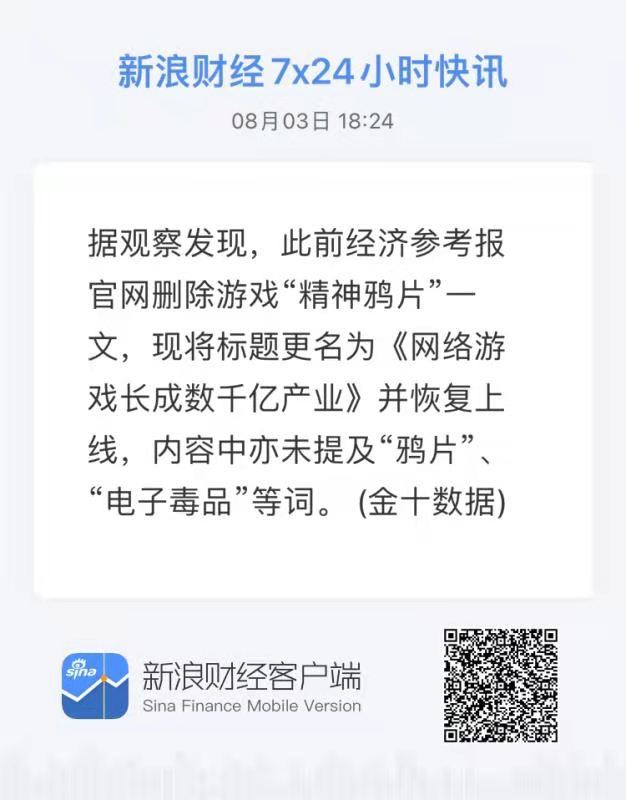 新浪财经7x24小时快讯
08月03日 18:24
据观察发现，此前经济参考报
官网删除游戏“精神鸦片”一
文，现将标题更名为《网络游
戏长成数千亿产业》并恢复上
线，内容中亦未提及“鸦片”、
“电子毒品”等词。 (金十数据)
sina
新浪财经客户端
Sina Finance Mobile Version